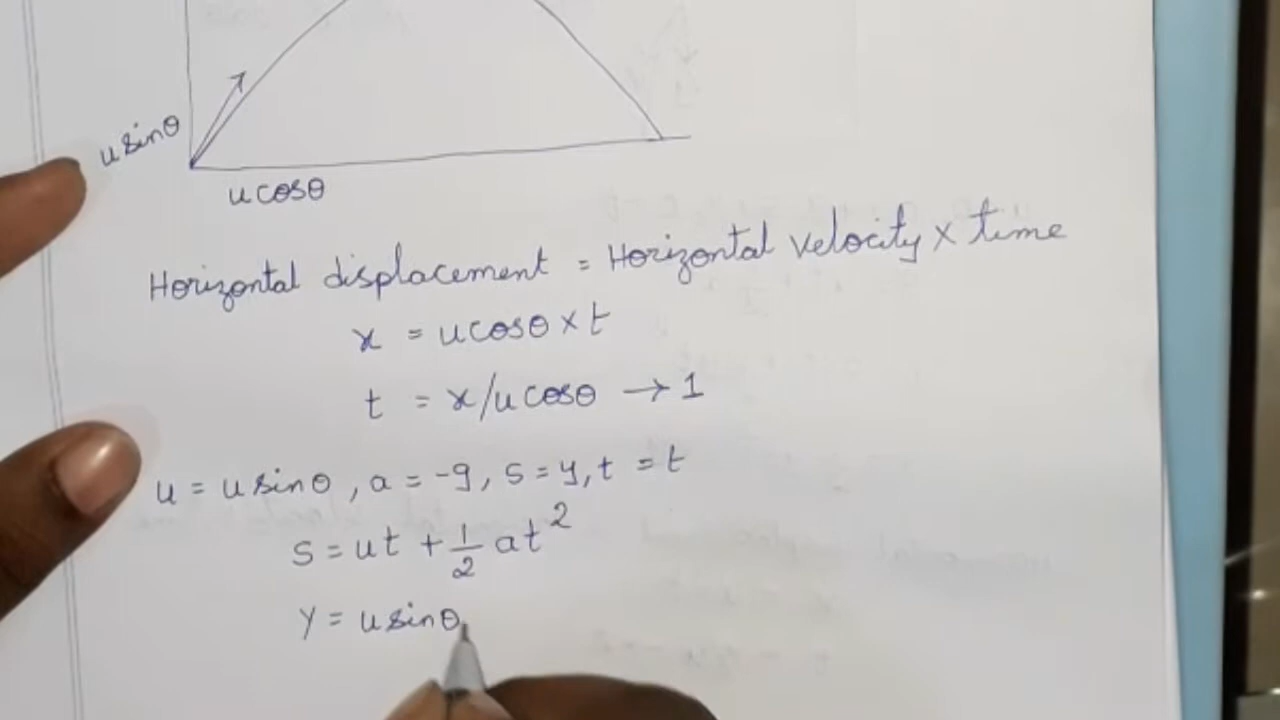 u sinθ
u cosθ
Horizontal displacement = Horizontal velocity × time
x = u cosθ × t
t = x/u cosθ → 1
u = u sinθ, a = -g, s = y, t = t
s = ut + 1/2 at²
y = u sinθ